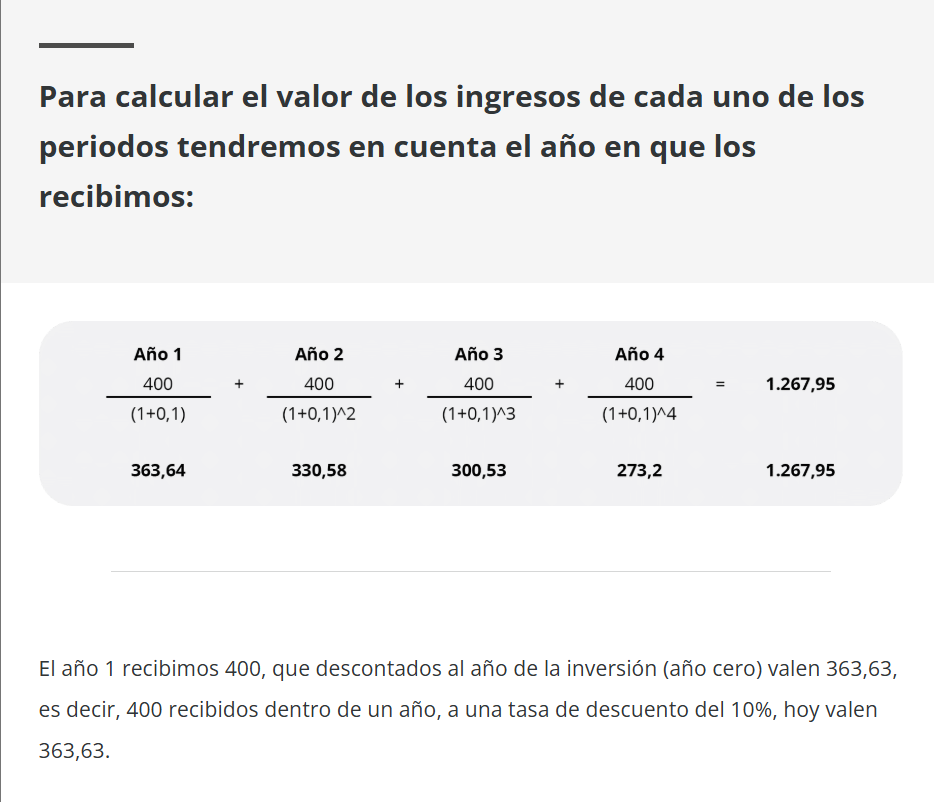 Para calcular el valor de los ingresos de cada uno de los
periodos tendremos en cuenta el año en que los
recibimos:
Año 1 Año 2 Año 3 Año 4
400 + 400 + 400 + 400 = 1.267,95
(1+0,1) (1+0,1)^2 (1+0,1)^3 (1+0,1)^4
363,64 330,58 300,53 273,2 1.267,95
El año 1 recibimos 400, que descontados al año de la inversión (año cero) valen 363,63,
es decir, 400 recibidos dentro de un año, a una tasa de descuento del 10%, hoy valen
363,63.